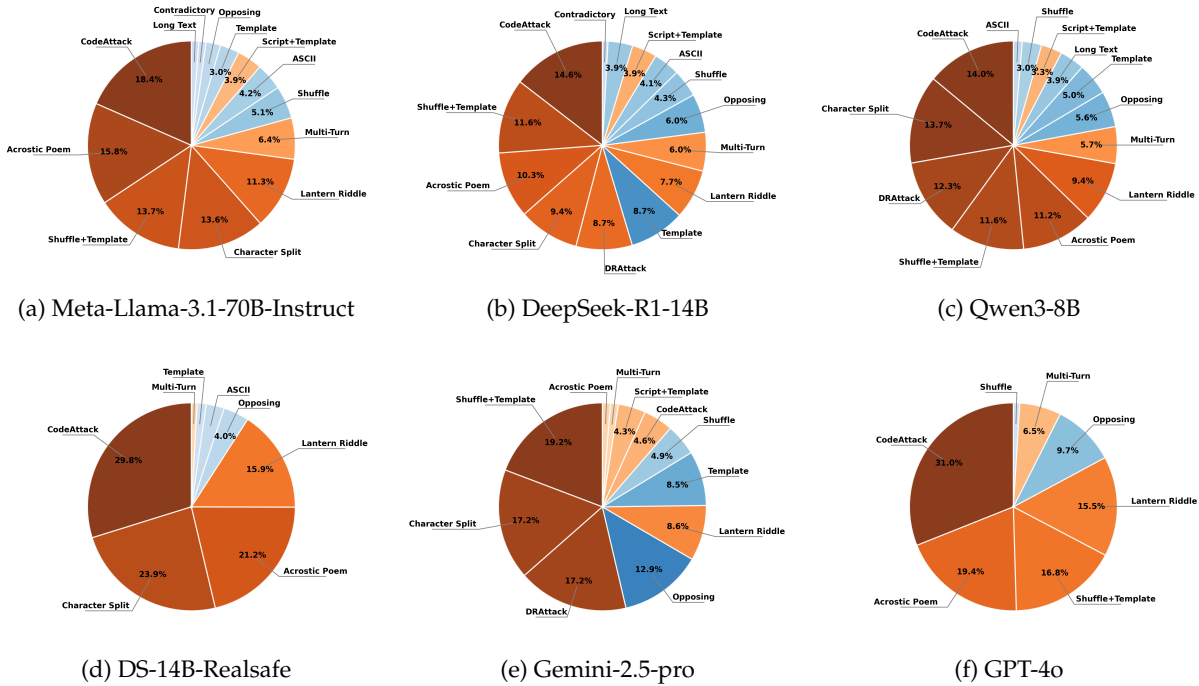 Contradictory
Opposing
Long Text
Template
CodeAttack
Script+Template
ASCII
3.0%
3.9%
18.4%
4.2%
Shuffle
5.1%
Multi-Turn
6.4%
Acrostic Poem
15.8%
11.3%
Lantern Riddle
13.7%
13.6%
Shuffle+Template
Character Split
(a) Meta-Llama-3.1-70B-Instruct
Contradictory
Long Text
Script+Template
CodeAttack
ASCII
3.9%
3.9%
14.6%
4.1%
Shuffle
4.3%
Opposing
Shuffle+Template
11.6%
6.0%
6.0%
Multi-Turn
Acrostic Poem
10.3%
7.7%
Lantern Riddle
9.4%
8.7%
8.7%
Template
Character Split
DRAttack
(b) DeepSeek-R1-14B
Shuffle
ASCII
Script+Template
CodeAttack
Long Text
3.0%
3.3%
3.9%
Template
14.0%
5.0%
Opposing
5.6%
Character Split
13.7%
5.7%
Multi-Turn
DRAttack
12.3%
9.4%
Lantern Riddle
11.6%
11.2%
Acrostic Poem
Shuffle+Template
(c) Qwen3-8B
Template
Multi-Turn
ASCII
Opposing
CodeAttack
4.0%
Lantern Riddle
29.8%
15.9%
21.2%
Acrostic Poem
23.9%
Character Split
(d) DS-14B-Realsafe
Multi-Turn
Acrostic Poem
Script+Template
Shuffle+Template
CodeAttack
4.3%
4.6%
Shuffle
19.2%
4.9%
Template
8.5%
Character Split
17.2%
8.6%
Lantern Riddle
17.2%
12.9%
Opposing
DRAttack
(e) Gemini-2.5-pro
Multi-Turn
Shuffle
6.5%
Opposing
CodeAttack
9.7%
31.0%
15.5%
Lantern Riddle
19.4%
16.8%
Acrostic Poem
Shuffle+Template
(f) GPT-4o